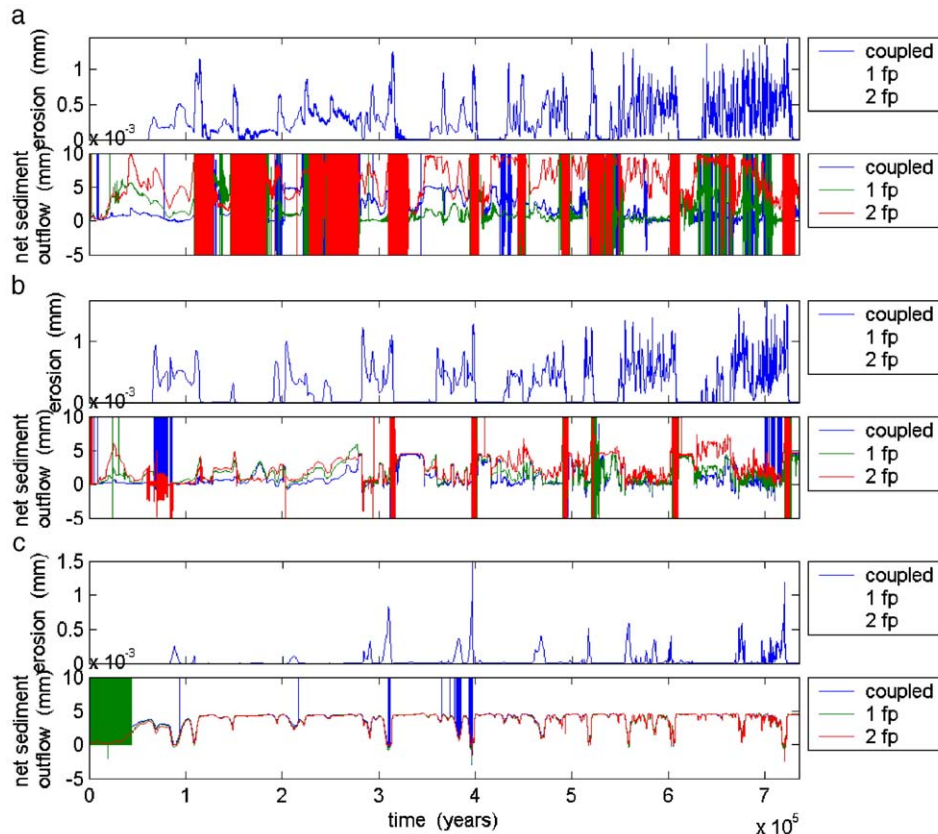 a
erosion (mm)
1
0.5
0
x 10-3
coupled
1 fp
2 fp
net sediment
outflow (mm)
10
5
0
-5
coupled
1 fp
2 fp
b
erosion (mm)
1
0
x 10-3
coupled
1 fp
2 fp
net sediment
outflow (mm)
10
5
0
-5
coupled
1 fp
2 fp
c
erosion (mm)
1.5
1
0.5
0
x 10-3
coupled
1 fp
2 fp
net sediment
outflow (mm)
10
5
0
-5
coupled
1 fp
2 fp
0 1 2 3 4 5 6 7
time (years)
x 10⁵